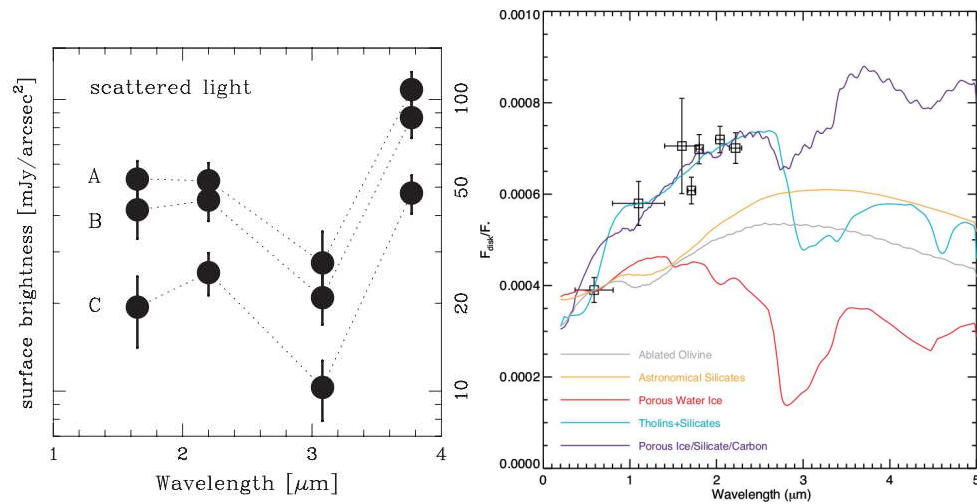 scattered light
A
B
C
100
50
20
10
surface brightness [mJy/arcsec²]
1
2
3
4
Wavelength [μm]
0.0010
0.0008
0.0006
0.0004
0.0002
0.0000
F_disk/F_*
Ablated Olivine
Astronomical Silicates
Porous Water Ice
Tholins+Silicates
Porous Ice/Silicate/Carbon
0
1
2
3
4
5
Wavelength (μm)